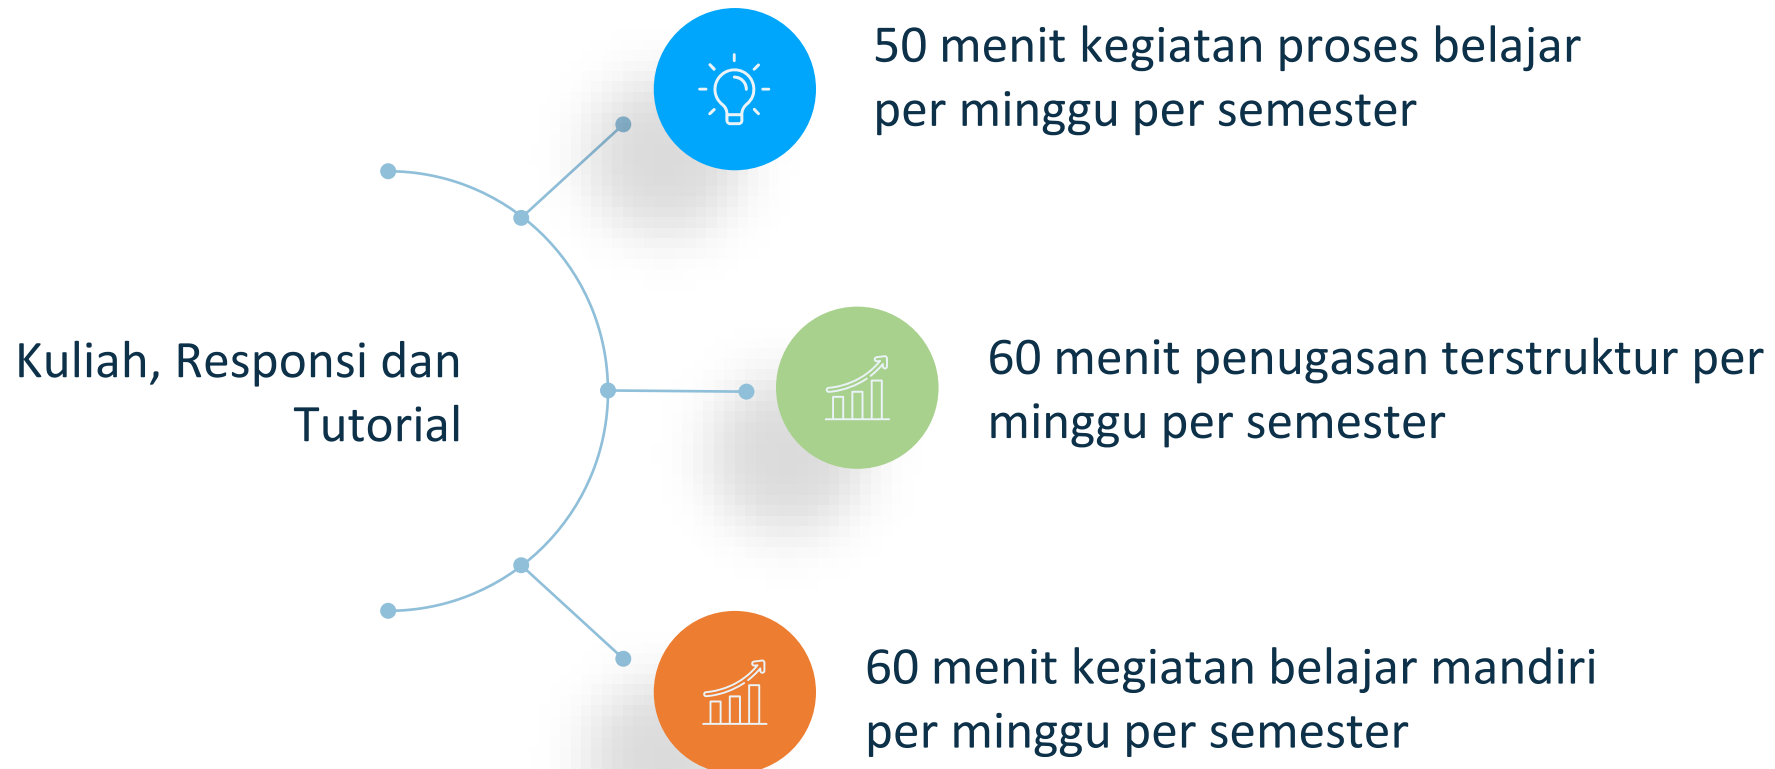 Kuliah, Responsi dan
Tutorial
50 menit kegiatan proses belajar
per minggu per semester
60 menit penugasan terstruktur per
minggu per semester
60 menit kegiatan belajar mandiri
per minggu per semester